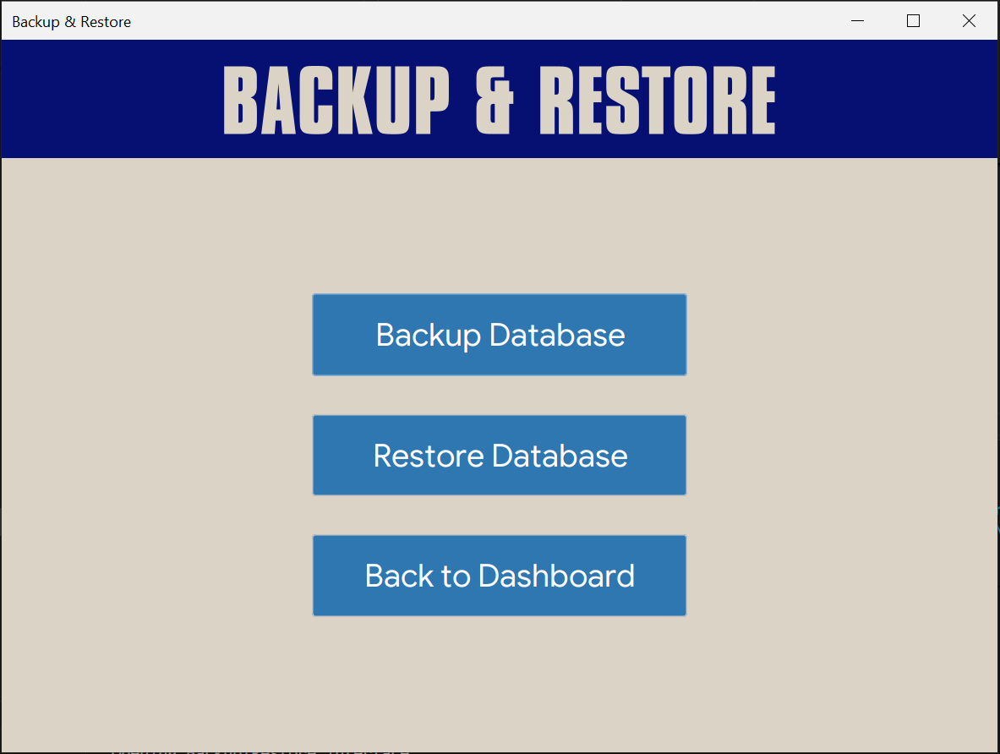 Backup & Restore
BACKUP & RESTORE
Backup Database
Restore Database
Back to Dashboard